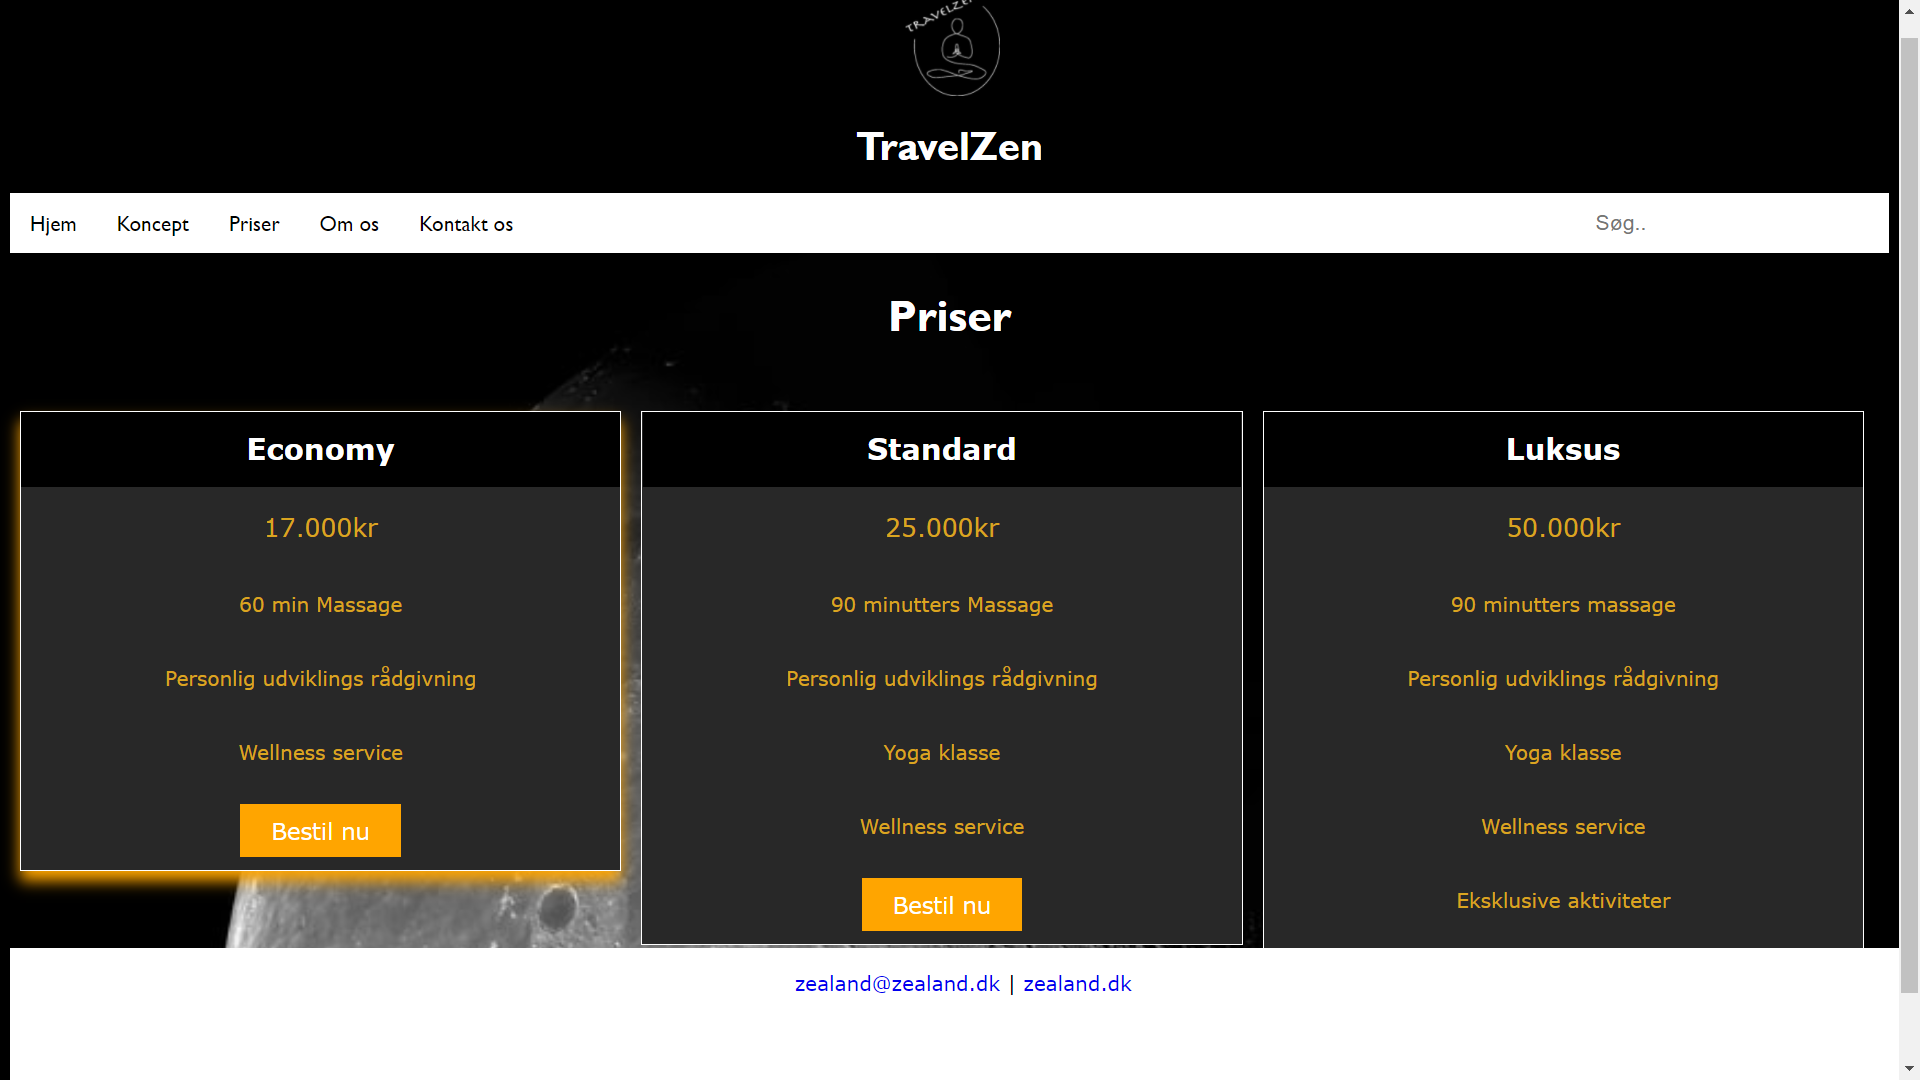 TRAVELZEN
TravelZen
Hjem Koncept Priser Om os Kontakt os Søg..
Priser
Economy
17.000kr
60 min Massage
Personlig udviklings rådgivning
Wellness service
Bestil nu
Standard
25.000kr
90 minutters Massage
Personlig udviklings rådgivning
Yoga klasse
Wellness service
Bestil nu
Luksus
50.000kr
90 minutters massage
Personlig udviklings rådgivning
Yoga klasse
Wellness service
Eksklusive aktiviteter
zealand@zealand.dk | zealand.dk